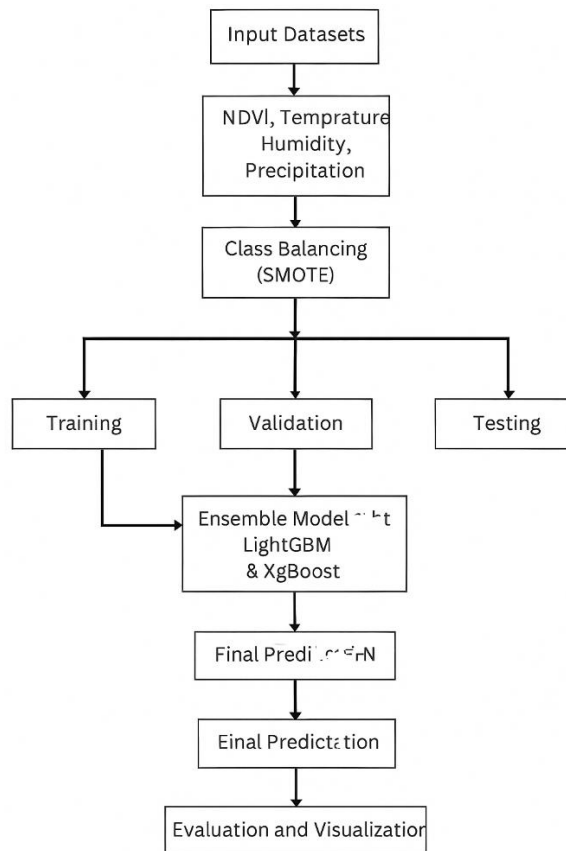 Input Datasets
NDVI, Temprature
Humidity,
Precipitation
Class Balancing
(SMOTE)
Training
Validation
Testing
Ensemble Model
LightGBM
& XgBoost
Final
Einal Predictation
Evaluation and Visualization